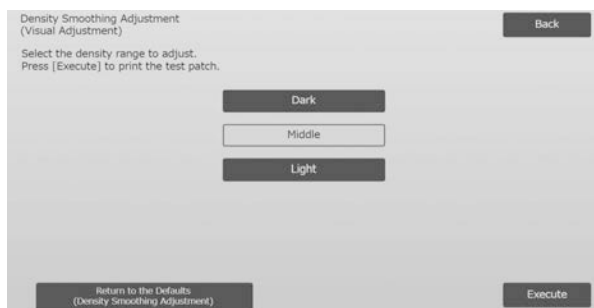 Density Smoothing Adjustment
(Visual Adjustment)
Back
Select the density range to adjust.
Press [Execute] to print the test patch.
Dark
Middle
Light
Return to the Defaults
(Density Smoothing Adjustment)
Execute